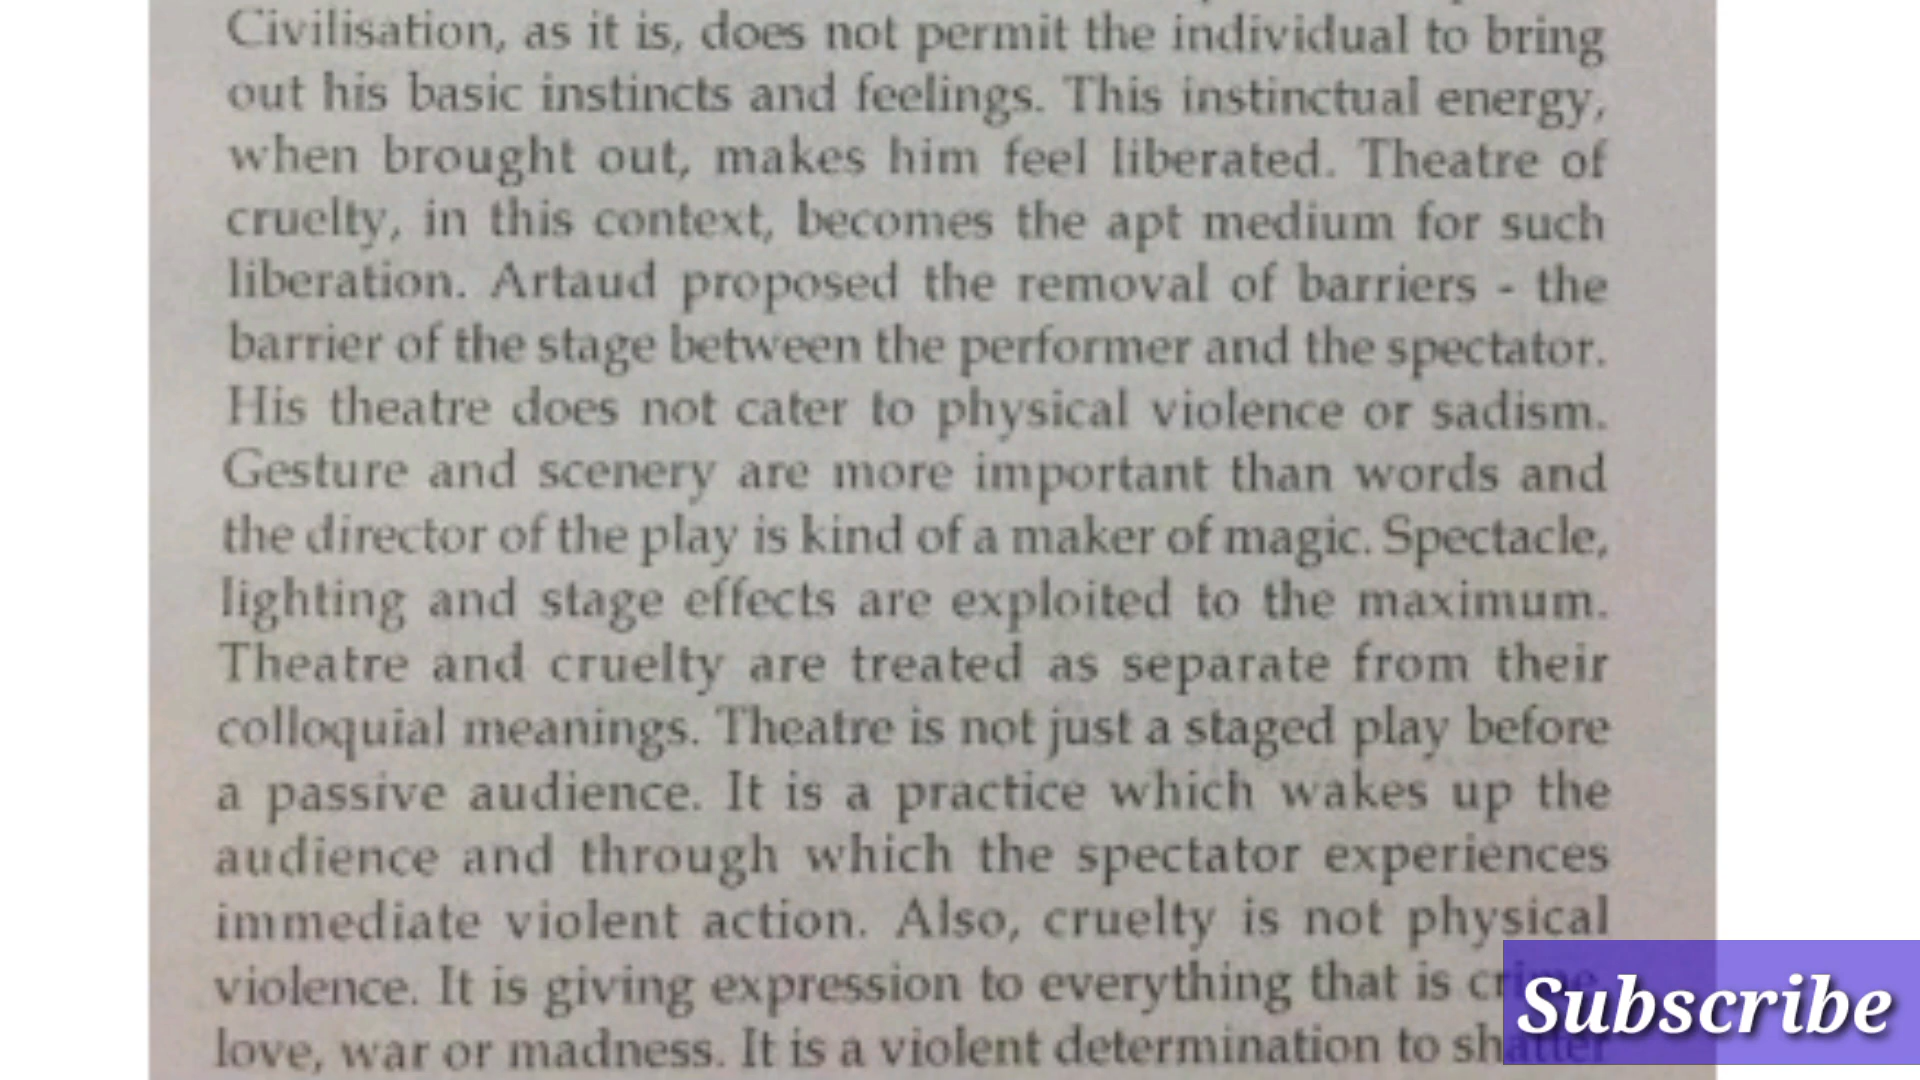 Civilisation, as it is, does not permit the individual to bring
out his basic instincts and feelings. This instinctual energy,
when brought out, makes him feel liberated. Theatre of
cruelty, in this context, becomes the apt medium for such
liberation. Artaud proposed the removal of barriers - the
barrier of the stage between the performer and the spectator.
His theatre does not cater to physical violence or sadism.
Gesture and scenery are more important than words and
the director of the play is kind of a maker of magic. Spectacle,
lighting and stage effects are exploited to the maximum.
Theatre and cruelty are treated as separate from their
colloquial meanings. Theatre is not just a staged play before
a passive audience. It is a practice which wakes up the
audience and through which the spectator experiences
immediate violent action. Also, cruelty is not physical
violence. It is giving expression to everything that is crime,
love, war or madness. It is a violent determination to shatter
Subscribe